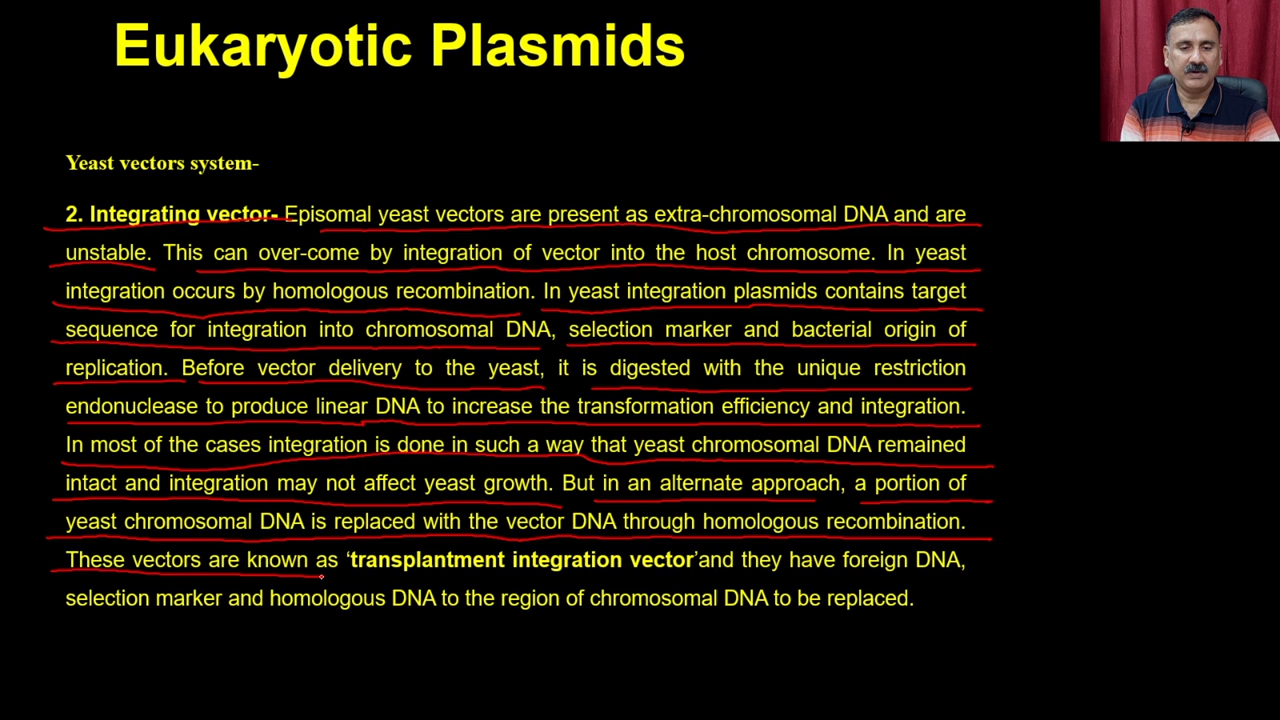 Eukaryotic Plasmids
Yeast vectors system-
2. Integrating vector- Episomal yeast vectors are present as extra-chromosomal DNA and are
unstable. This can over-come by integration of vector into the host chromosome. In yeast
integration occurs by homologous recombination. In yeast integration plasmids contains target
sequence for integration into chromosomal DNA, selection marker and bacterial origin of
replication. Before vector delivery to the yeast, it is digested with the unique restriction
endonuclease to produce linear DNA to increase the transformation efficiency and integration.
In most of the cases integration is done in such a way that yeast chromosomal DNA remained
intact and integration may not affect yeast growth. But in an alternate approach, a portion of
yeast chromosomal DNA is replaced with the vector DNA through homologous recombination.
These vectors are known as ‘transplantment integration vector’and they have foreign DNA,
selection marker and homologous DNA to the region of chromosomal DNA to be replaced.